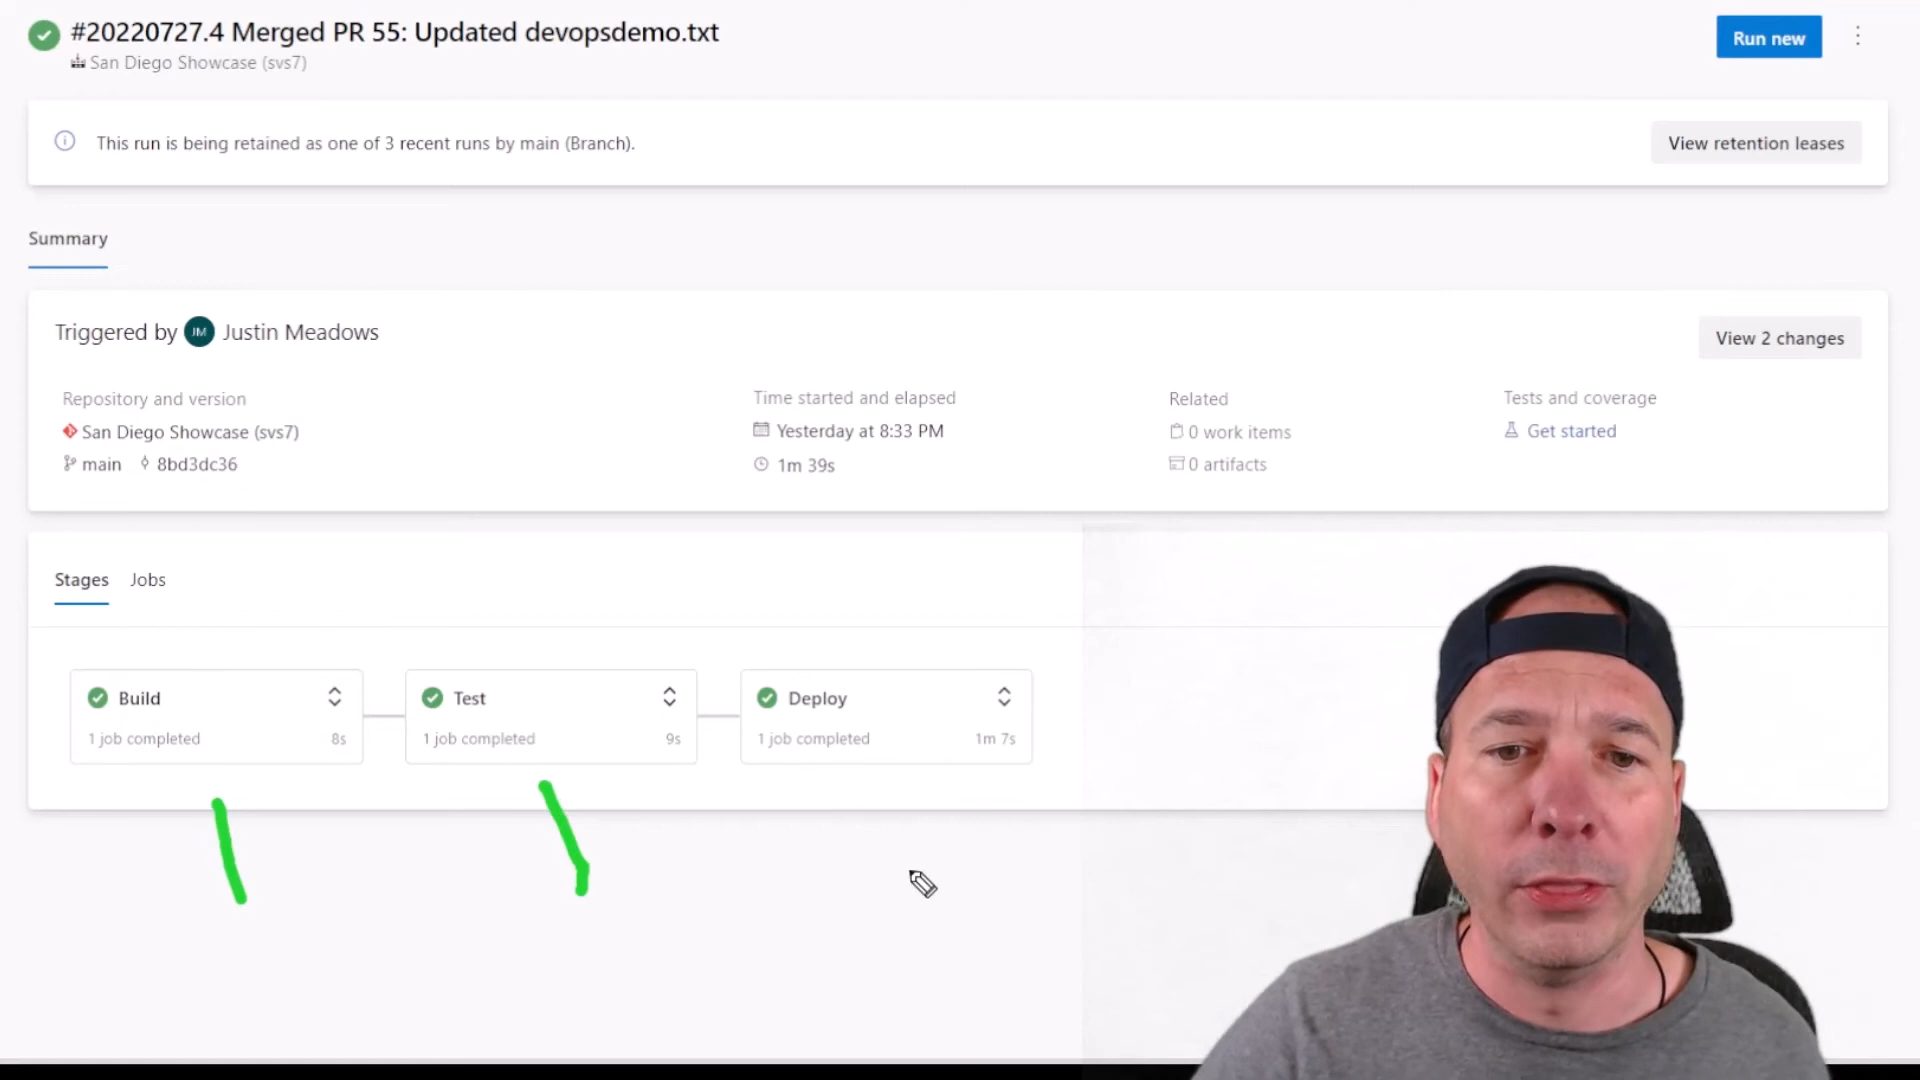 #20220727.4 Merged PR 55: Updated devopsdemo.txt
San Diego Showcase (svs7)
Run new
This run is being retained as one of 3 recent runs by main (Branch).
View retention leases
Summary
Triggered by JM Justin Meadows
View 2 changes
Repository and version
San Diego Showcase (svs7)
main 8bd3dc36
Time started and elapsed
Yesterday at 8:33 PM
1m 39s
Related
0 work items
0 artifacts
Tests and coverage
Get started
Stages Jobs
Build
1 job completed 8s
Test
1 job completed 9s
Deploy
1 job completed 1m 7s